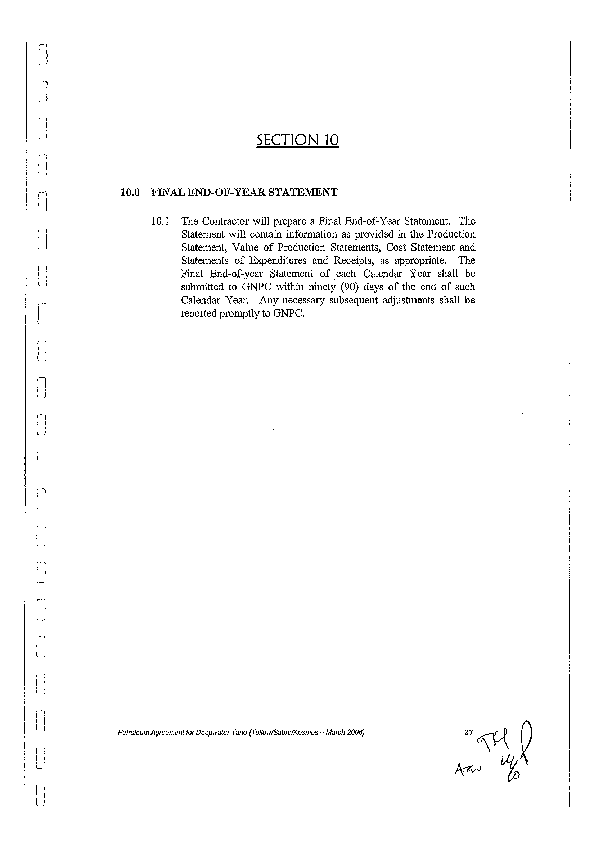 SECTION 10
10.0 FINAL END-OF-YEAR STATEMENT
10.1 The Contractor will prepare a Final End-of-Year Statement. The
Statement will contain information as provided in the Production
Statement, Value of Production Statements, Cost Statement and
Statements of Expenditures and Receipts, as appropriate. The
Final End-of-year Statement of each Calendar Year shall be
submitted to GNPC within ninety (90) days of the end of such
Calendar Year. Any necessary subsequent adjustments shall be
reported promptly to GNPC.
Petroleum Agreement for Deepwater Tano (Tullow/Sabre/Kosmos – March 2006)